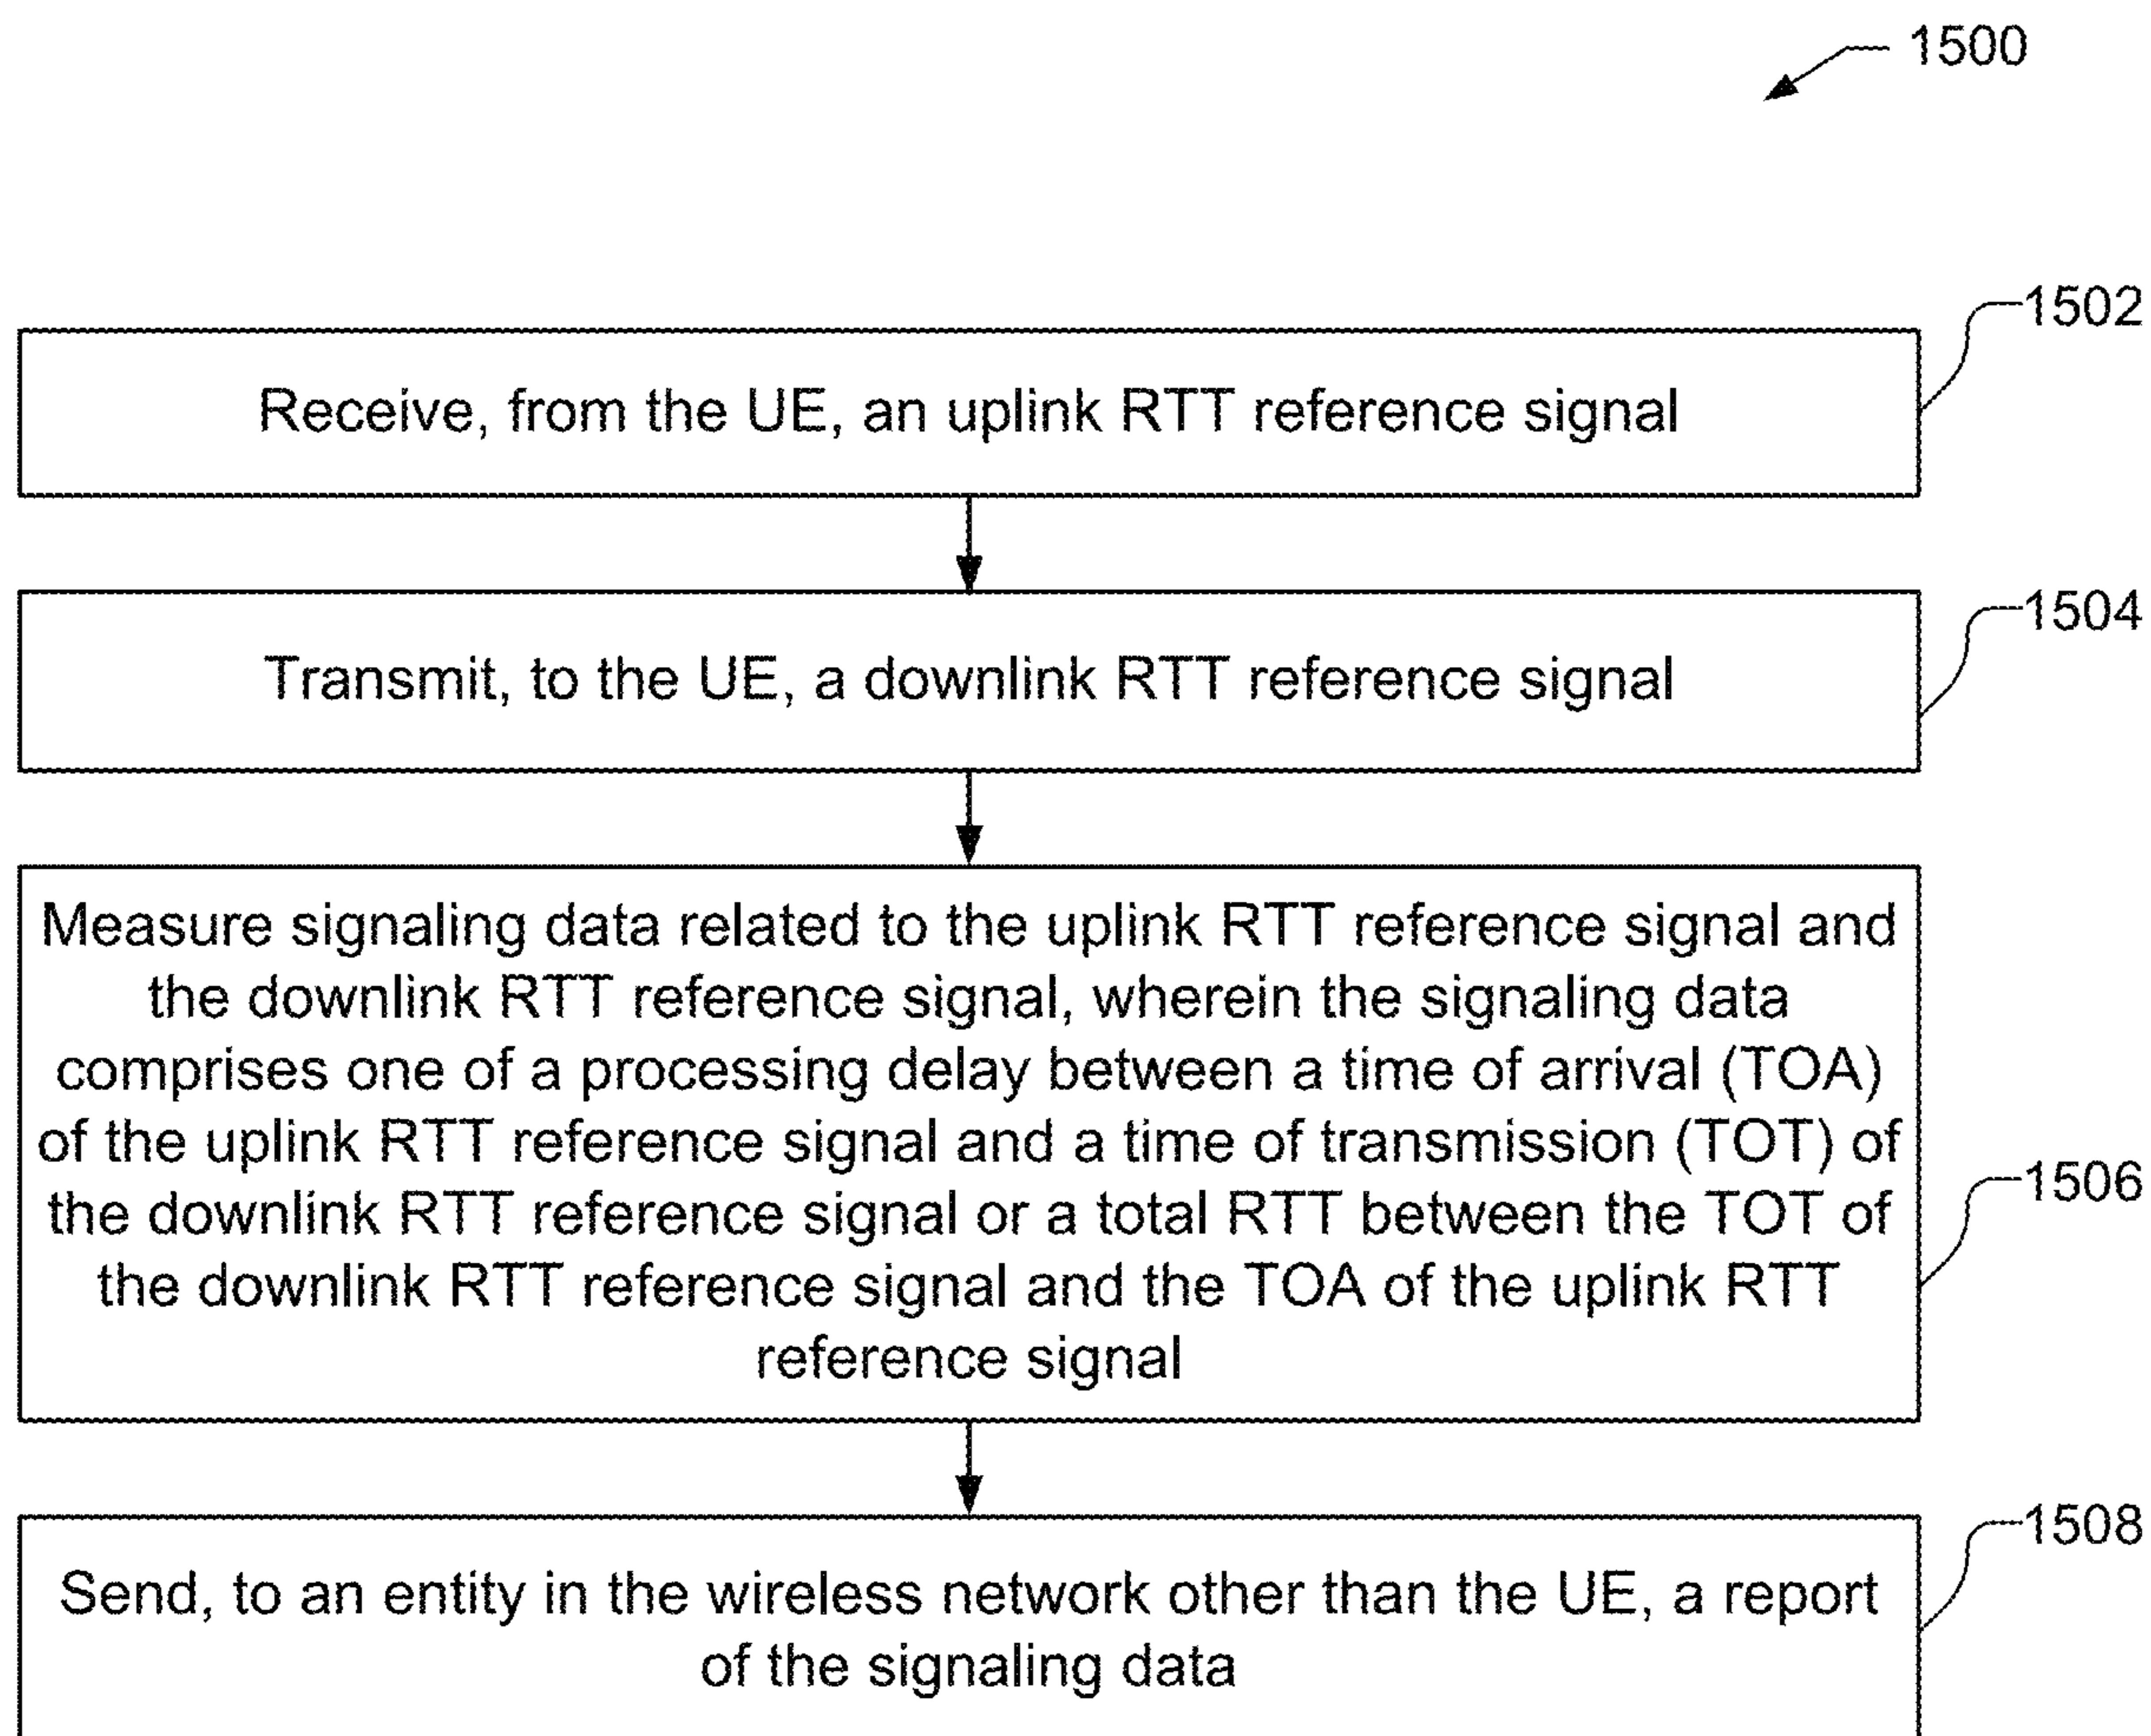 1500
1502
Receive, from the UE, an uplink RTT reference signal
1504
Transmit, to the UE, a downlink RTT reference signal
Measure signaling data related to the uplink RTT reference signal and
the downlink RTT reference signal, wherein the signaling data
comprises one of a processing delay between a time of arrival (TOA)
of the uplink RTT reference signal and a time of transmission (TOT) of
the downlink RTT reference signal or a total RTT between the TOT of
the downlink RTT reference signal and the TOA of the uplink RTT
reference signal
1506
1508
Send, to an entity in the wireless network other than the UE, a report
of the signaling data